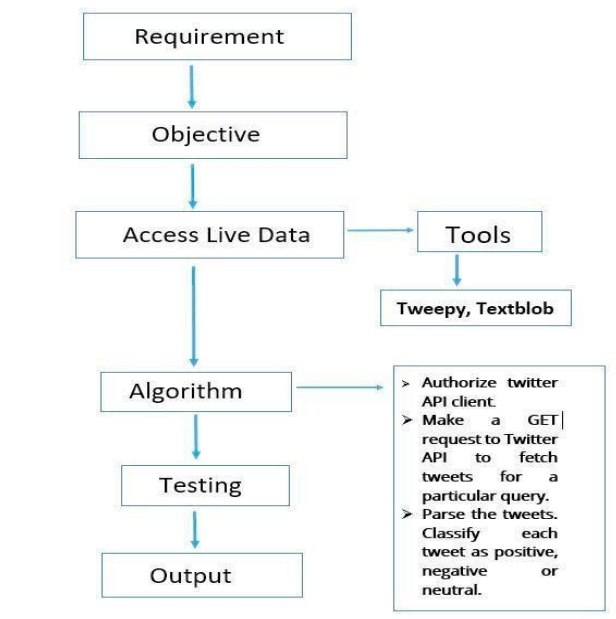 Requirement
Objective
Access Live Data
Tools
Tweepy, Textblob
Algorithm
➢ Authorize twitter
API client.
➢ Make a GET
request to Twitter
API to fetch
tweets for a
particular query.
➢ Parse the tweets.
Classify each
tweet as positive,
negative or
neutral.
Testing
Output